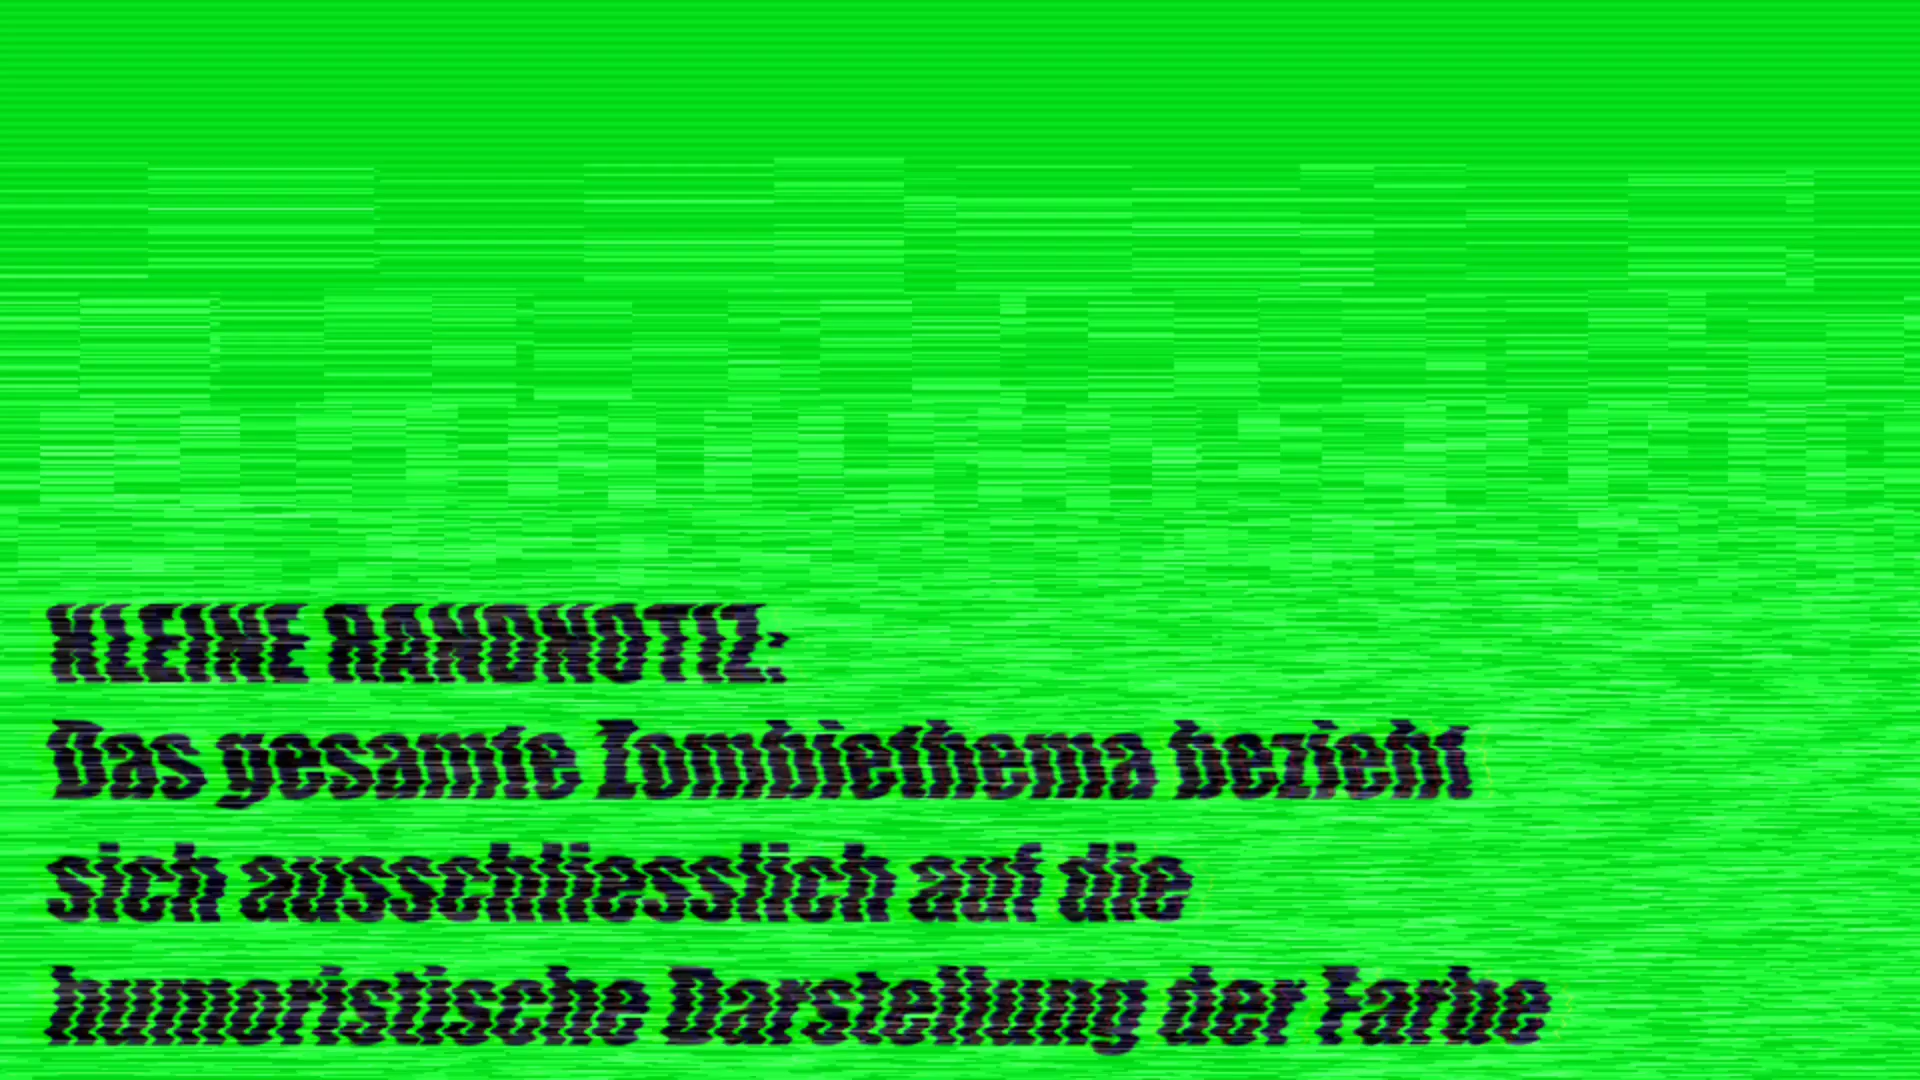 KLEINE RANDNOTIZ:
Das gesamte Zombiethema bezieht
sich ausschliesslich auf die
humoristische Darstellung der Farbe